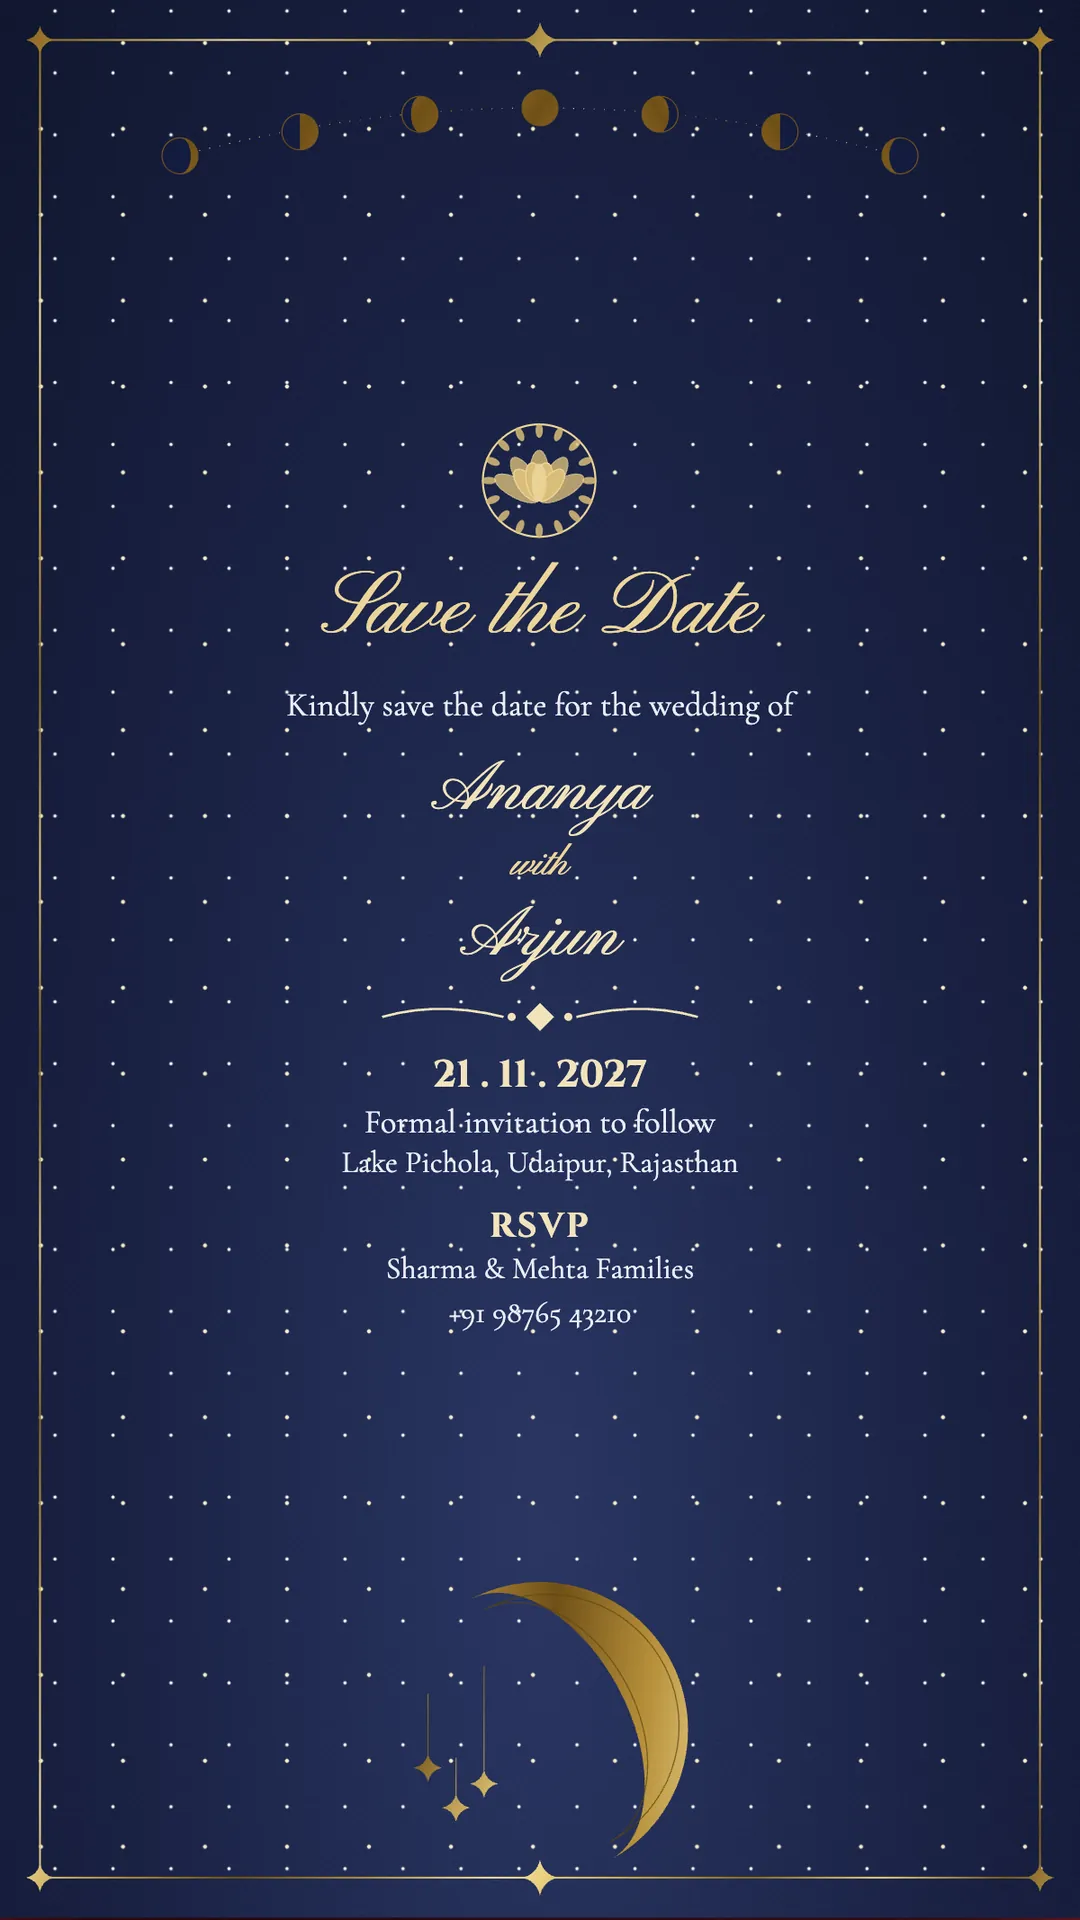 Save the Date
Kindly save the date for the wedding of
Ananya
with
Arjun
21 . 11 . 2027
Formal invitation to follow
Lake Pichola, Udaipur, Rajasthan
RSVP
Sharma & Mehta Families
+91 98765 43210